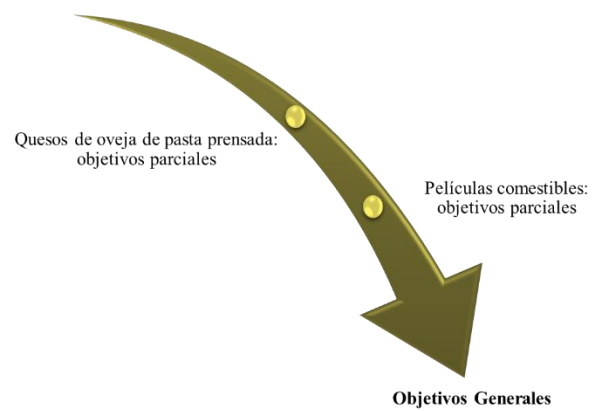 Quesos de oveja de pasta prensada:
objetivos parciales
Películas comestibles:
objetivos parciales
Objetivos Generales